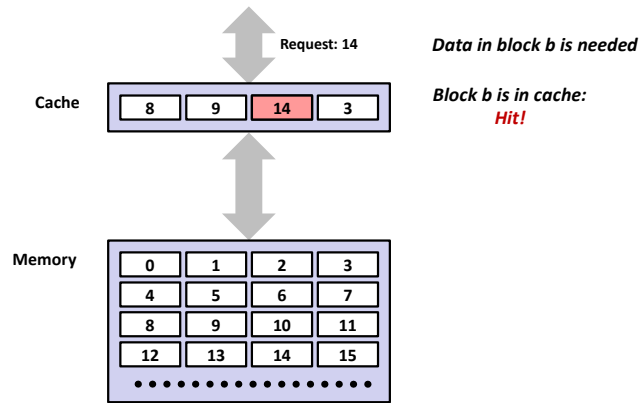 Request: 14
Data in block b is needed
Cache
8 9 14 3
Block b is in cache:
Hit!
Memory
0 1 2 3
4 5 6 7
8 9 10 11
12 13 14 15